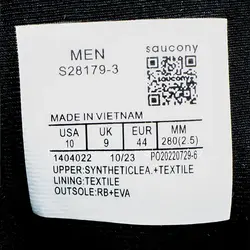 MEN
saucony
S28179-3
MADE IN VIETNAM
USA UK EUR MM
10 9 44 280(2.5)
1404022 10/23 PO20220729-6
UPPER:SYNTHETICLEA.+TEXTILE
LINING:TEXTILE
OUTSOLE:RB+EVA